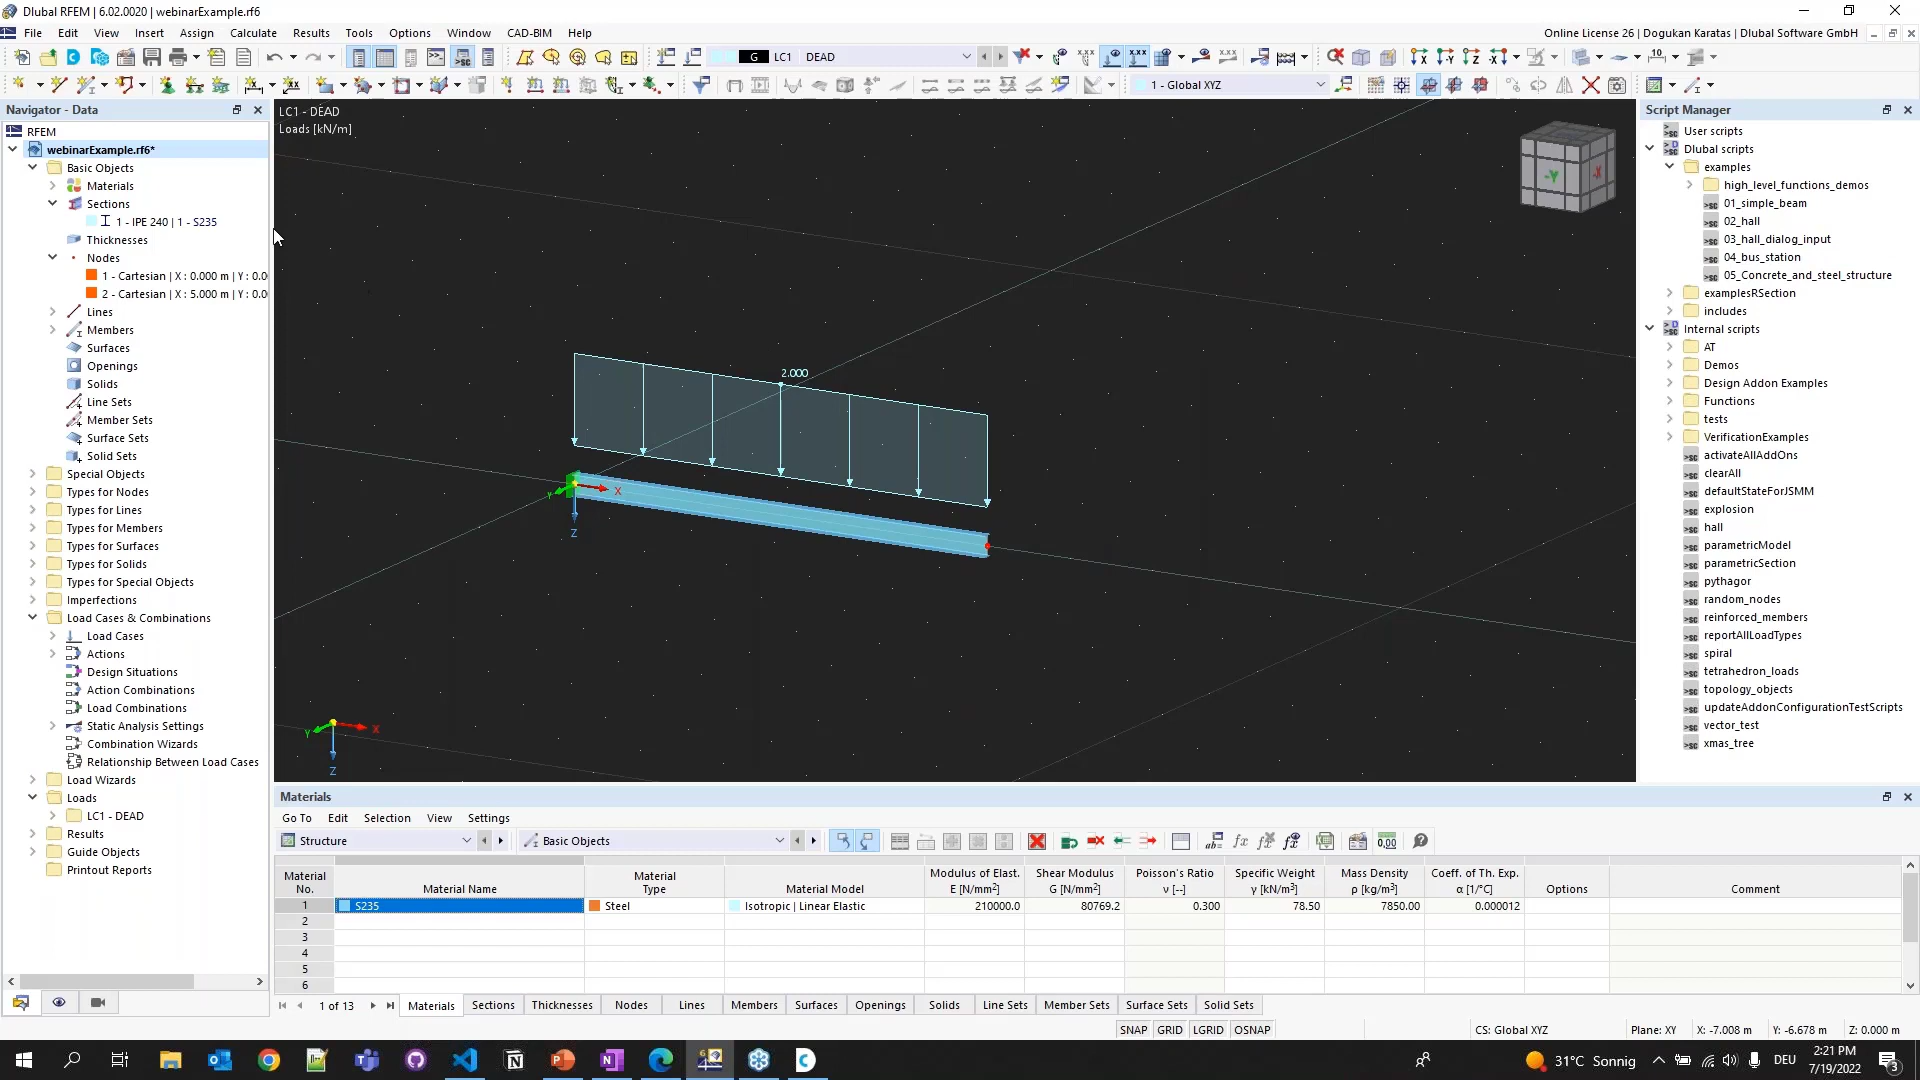 Dlubal RFEM | 6.02.0020 | webinarExample.rf6
File Edit View Insert Assign Calculate Results Tools Options Window CAD-BIM Help
Online License 26 | Dogukan Karatas | Dlubal Software GmbH
G LC1 DEAD
1 - Global XYZ
Navigator - Data
RFEM
webinarExample.rf6*
Basic Objects
Materials
Sections
1 - IPE 240 | 1 - S235
Thicknesses
Nodes
1 - Cartesian | X : 0.000 m | Y : 0.0
2 - Cartesian | X : 5.000 m | Y : 0.0
Lines
Members
Surfaces
Openings
Solids
Line Sets
Member Sets
Surface Sets
Solid Sets
Special Objects
Types for Nodes
Types for Lines
Types for Members
Types for Surfaces
Types for Solids
Types for Special Objects
Imperfections
Load Cases & Combinations
Load Cases
Actions
Design Situations
Action Combinations
Load Combinations
Static Analysis Settings
Combination Wizards
Relationship Between Load Cases
Load Wizards
Loads
LC1 - DEAD
Results
Guide Objects
Printout Reports
LC1 - DEAD
Loads [kN/m]
2.000
Y
X
Z
Y
X
Z
-Y
-X
Script Manager
User scripts
Dlubal scripts
examples
high_level_functions_demos
01_simple_beam
02_hall
03_hall_dialog_input
04_bus_station
05_Concrete_and_steel_structure
examplesRSection
includes
Internal scripts
AT
Demos
Design Addon Examples
Functions
tests
VerificationExamples
activateAllAddOns
clearAll
defaultStateForJSMM
explosion
hall
parametricModel
parametricSection
pythagor
random_nodes
reinforced_members
reportAllLoadTypes
spiral
tetrahedron_loads
topology_objects
updateAddonConfigurationTestScripts
vector_test
xmas_tree
Materials
Go To Edit Selection View Settings
Structure
Basic Objects
Material No. Material Name Material Type Material Model Modulus of Elast. E [N/mm²] Shear Modulus G [N/mm²] Poisson's Ratio ν [--] Specific Weight γ [kN/m³] Mass Density ρ [kg/m³] Coeff. of Th. Exp. α [1/°C] Options Comment
1 S235 Steel Isotropic | Linear Elastic 210000.0 80769.2 0.300 78.50 7850.00 0.000012
2
3
4
5
6
1 of 13 Materials Sections Thicknesses Nodes Lines Members Surfaces Openings Solids Line Sets Member Sets Surface Sets Solid Sets
SNAP GRID LGRID OSNAP
CS: Global XYZ Plane: XY X: -7.008 m Y: -6.678 m Z: 0.000 m
31°C Sonnig
DEU
2:21 PM
7/19/2022
3